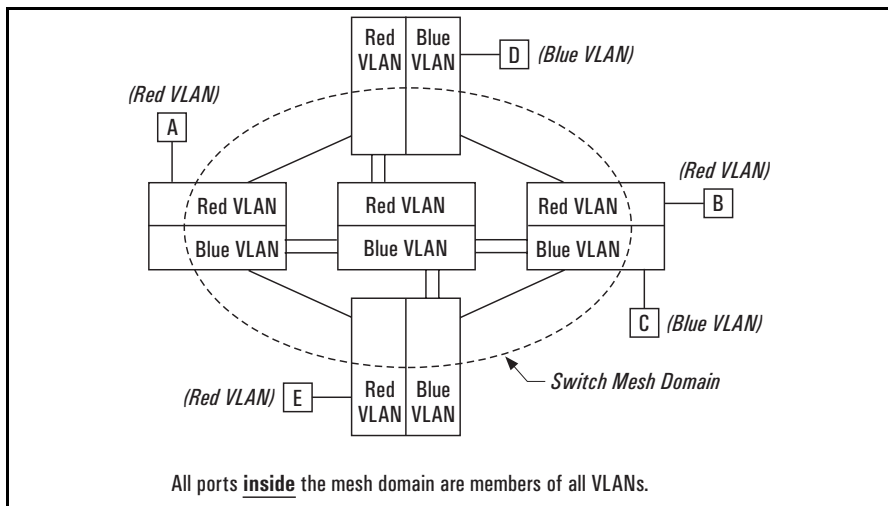 Red VLAN
Blue VLAN
D (Blue VLAN)
(Red VLAN)
A
(Red VLAN)
Red VLAN
Red VLAN
Red VLAN
B
Blue VLAN
Blue VLAN
Blue VLAN
C (Blue VLAN)
Switch Mesh Domain
(Red VLAN) E
Red VLAN
Blue VLAN
All ports inside the mesh domain are members of all VLANs.